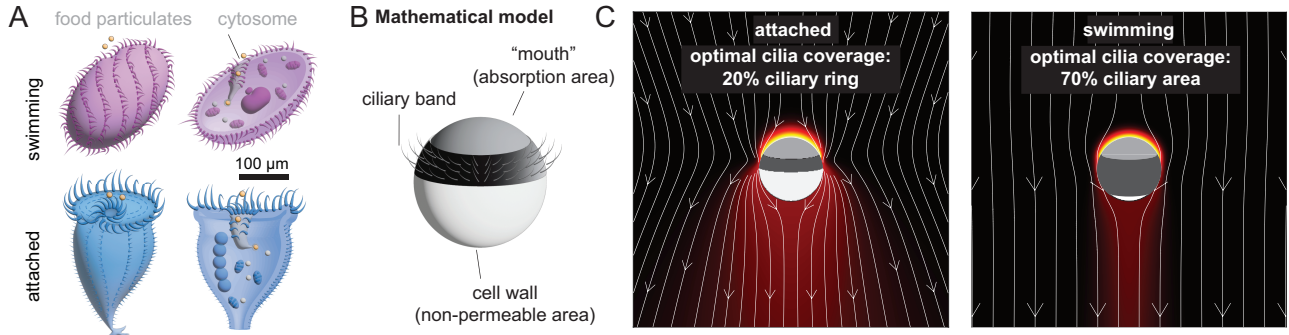 A
food particulates
cytosome
swimming
100 μm
attached
B
Mathematical model
“mouth”
(absorption area)
ciliary band
cell wall
(non-permeable area)
C
attached
optimal cilia coverage:
20% ciliary ring
swimming
optimal cilia coverage:
70% ciliary area